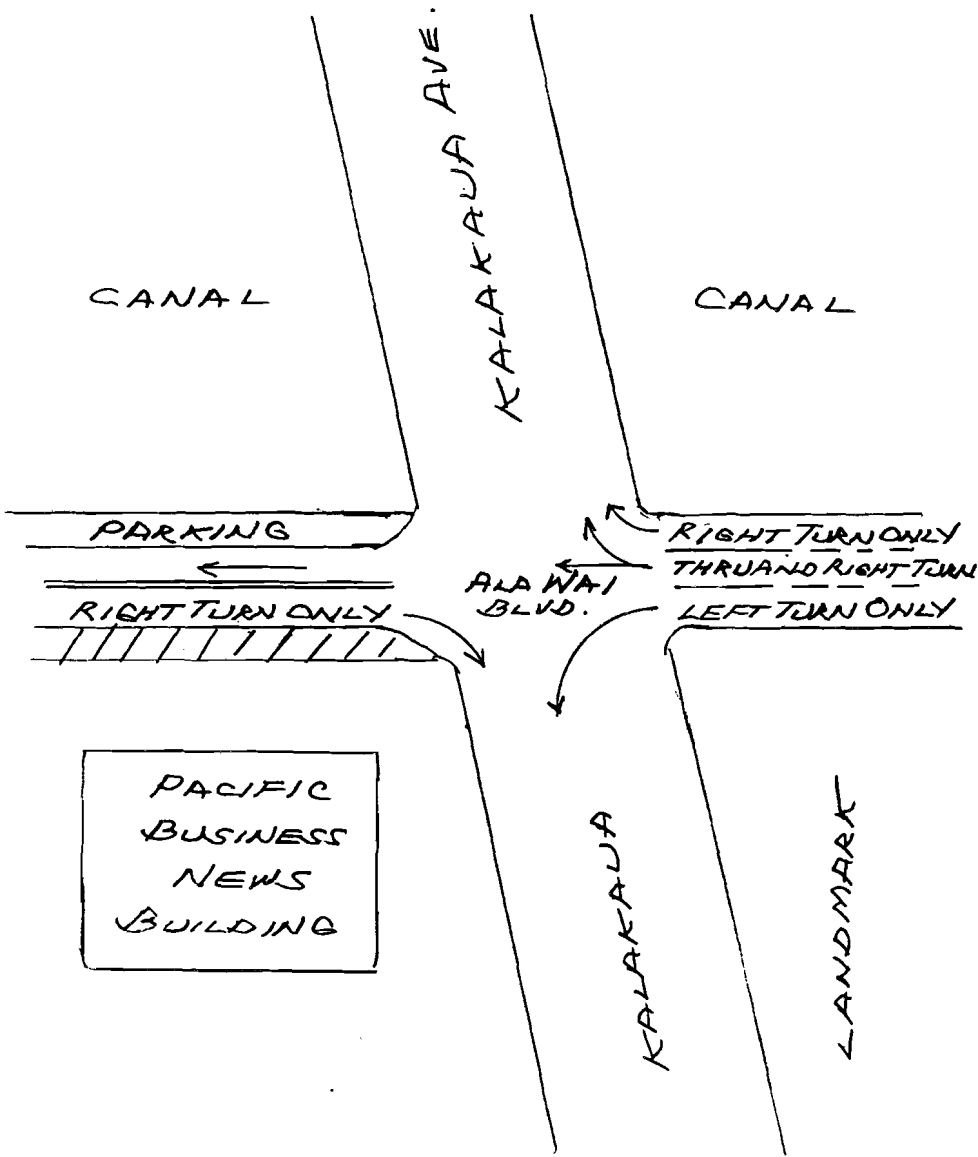 KALAKAUA AVE.
CANAL
CANAL
PARKING
RIGHT TURN ONLY
THRU AND RIGHT TURN
ALA WAI
BLVD.
RIGHT TURN ONLY
LEFT TURN ONLY
PACIFIC
BUSINESS
NEWS
BUILDING
KALAKAUA
LANDMARK